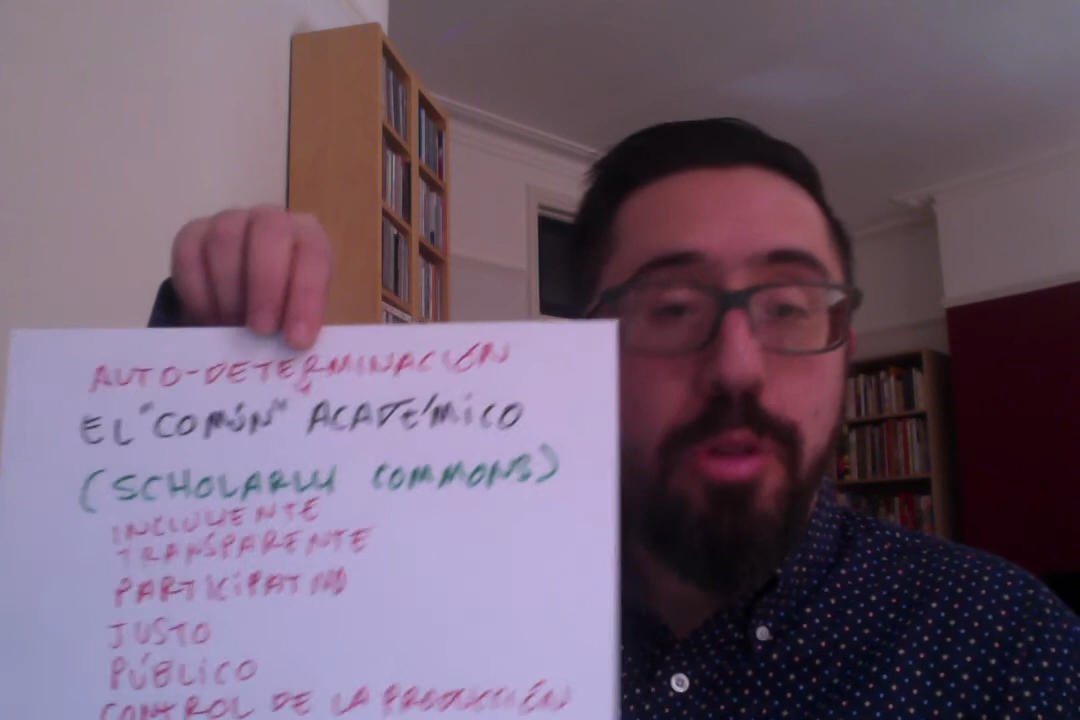 AUTO-DETERMINACIÓN
EL "COMÚN" ACADÉMICO
(SCHOLARLY COMMONS)
INCLUYENTE
TRANSPARENTE
PARTICIPATIVO
JUSTO
PÚBLICO
CONTROL DE LA PRODUCCIÓN